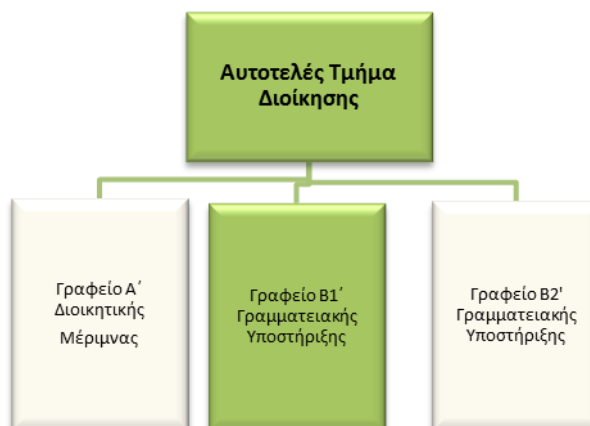 Αυτοτελές Τμήμα
Διοίκησης
Γραφείο Α΄
Διοικητικής
Μέριμνας
Γραφείο Β1΄
Γραμματειακής
Υποστήριξης
Γραφείο Β2'
Γραμματειακής
Υποστήριξης